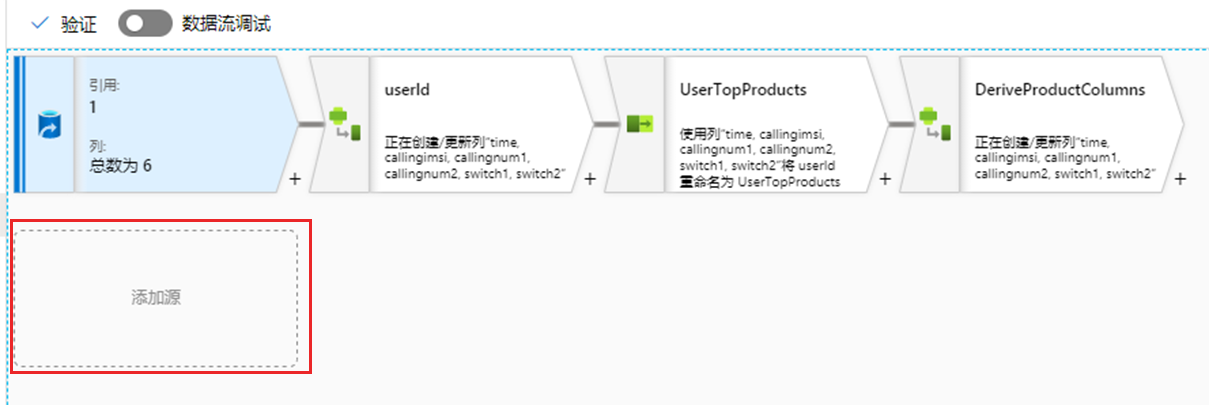 验证 数据流调试
引用:
1
列:
总数为 6
+
userId
正在创建/更新列“time,
callingimsi, callingnum1,
callingnum2, switch1, switch2”
+
UserTopProducts
使用列“time, callingimsi,
callingnum1, callingnum2,
switch1, switch2”将 userId
重命名为 UserTopProducts
+
DeriveProductColumns
正在创建/更新列“time,
callingimsi, callingnum1,
callingnum2, switch1, switch2”
+
添加源